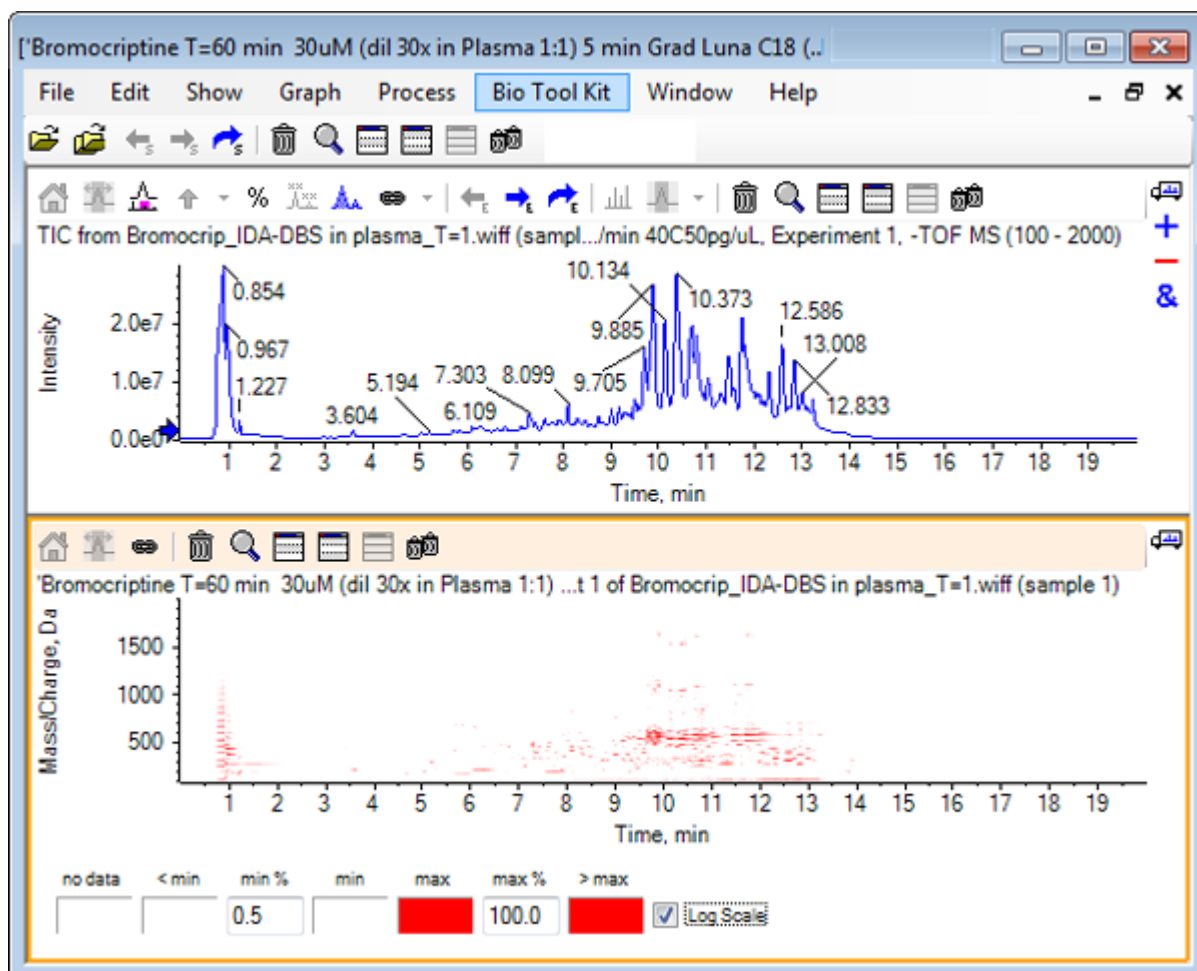 ['Bromocriptine T=60 min  30uM (dil 30x in Plasma 1:1) 5 min Grad Luna C18 (..
File Edit Show Graph Process Bio Tool Kit Window Help
%
TIC from Bromocrip_IDA-DBS in plasma_T=1.wiff (sampl.../min 40C50pg/uL, Experiment 1, -TOF MS (100 - 2000)
Intensity
2.0e7
1.0e7
0.0e0
0.854
0.967
1.227
3.604
5.194
6.109
7.303
8.099
9.705
9.885
10.134
10.373
12.586
13.008
12.833
1 2 3 4 5 6 7 8 9 10 11 12 13 14 15 16 17 18 19
Time, min
&
'Bromocriptine T=60 min  30uM (dil 30x in Plasma 1:1) ...t 1 of Bromocrip_IDA-DBS in plasma_T=1.wiff (sample 1)
Mass/Charge, Da
1500
1000
500
1 2 3 4 5 6 7 8 9 10 11 12 13 14 15 16 17 18 19
Time, min
no data < min min % min max max % > max
0.5 100.0 Log Scale